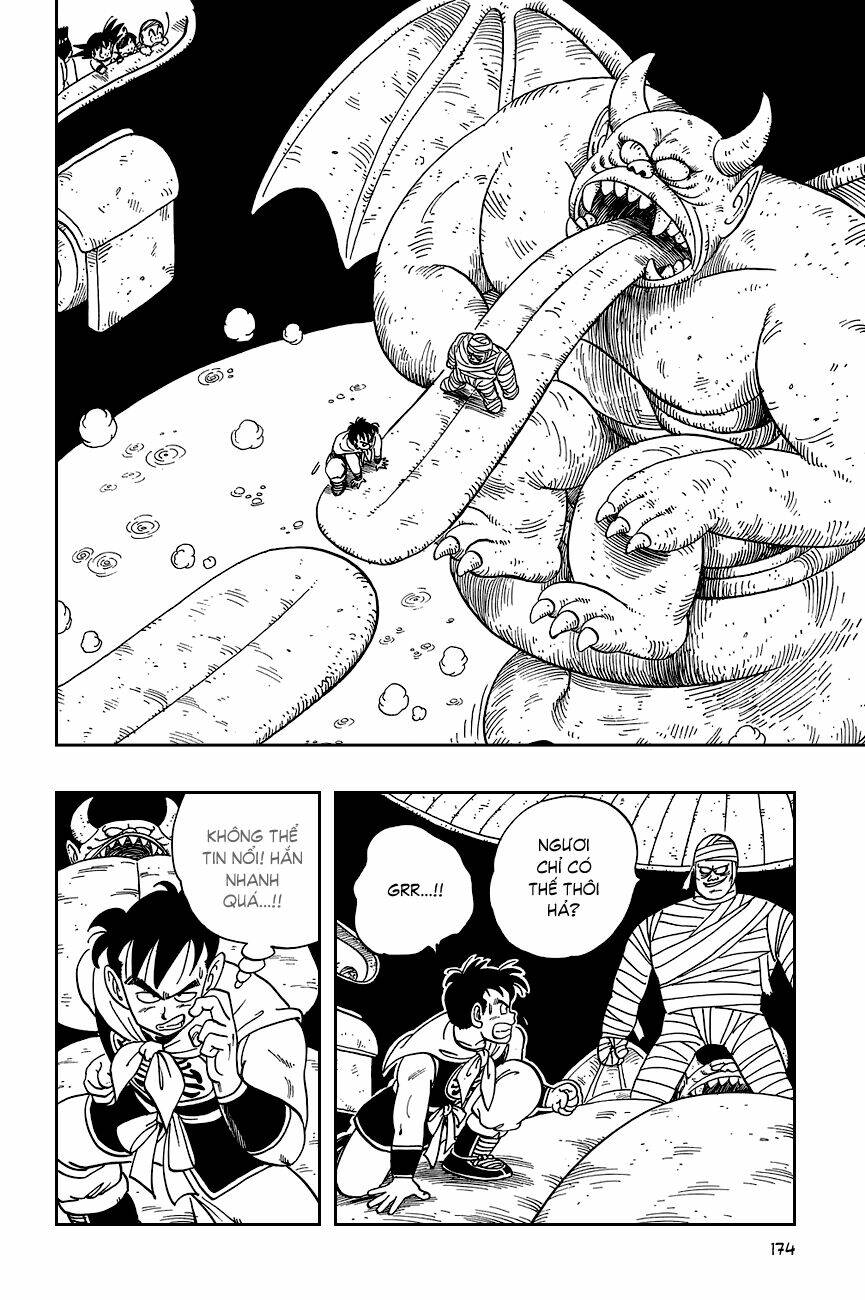 KHÔNG THỂ
TIN NỔI! HẮN
NHANH
QUÁ...!!
GRR...!!
NGƯƠI
CHỈ CÓ
THẾ THÔI
HẢ?
174